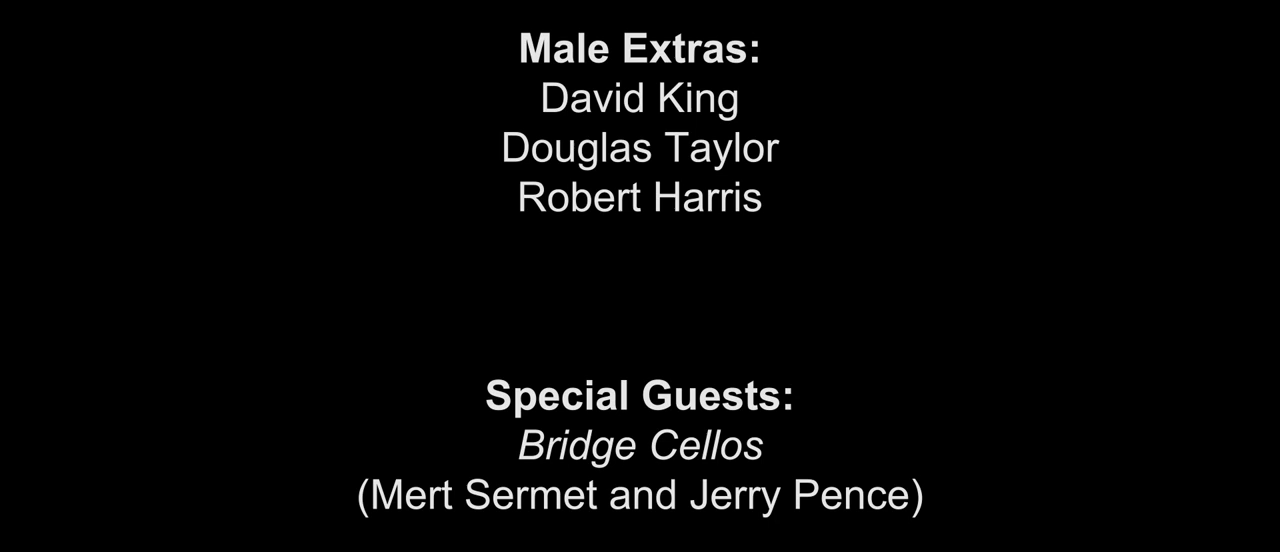 Male Extras:
David King
Douglas Taylor
Robert Harris
Special Guests:
Bridge Cellos
(Mert Sermet and Jerry Pence)